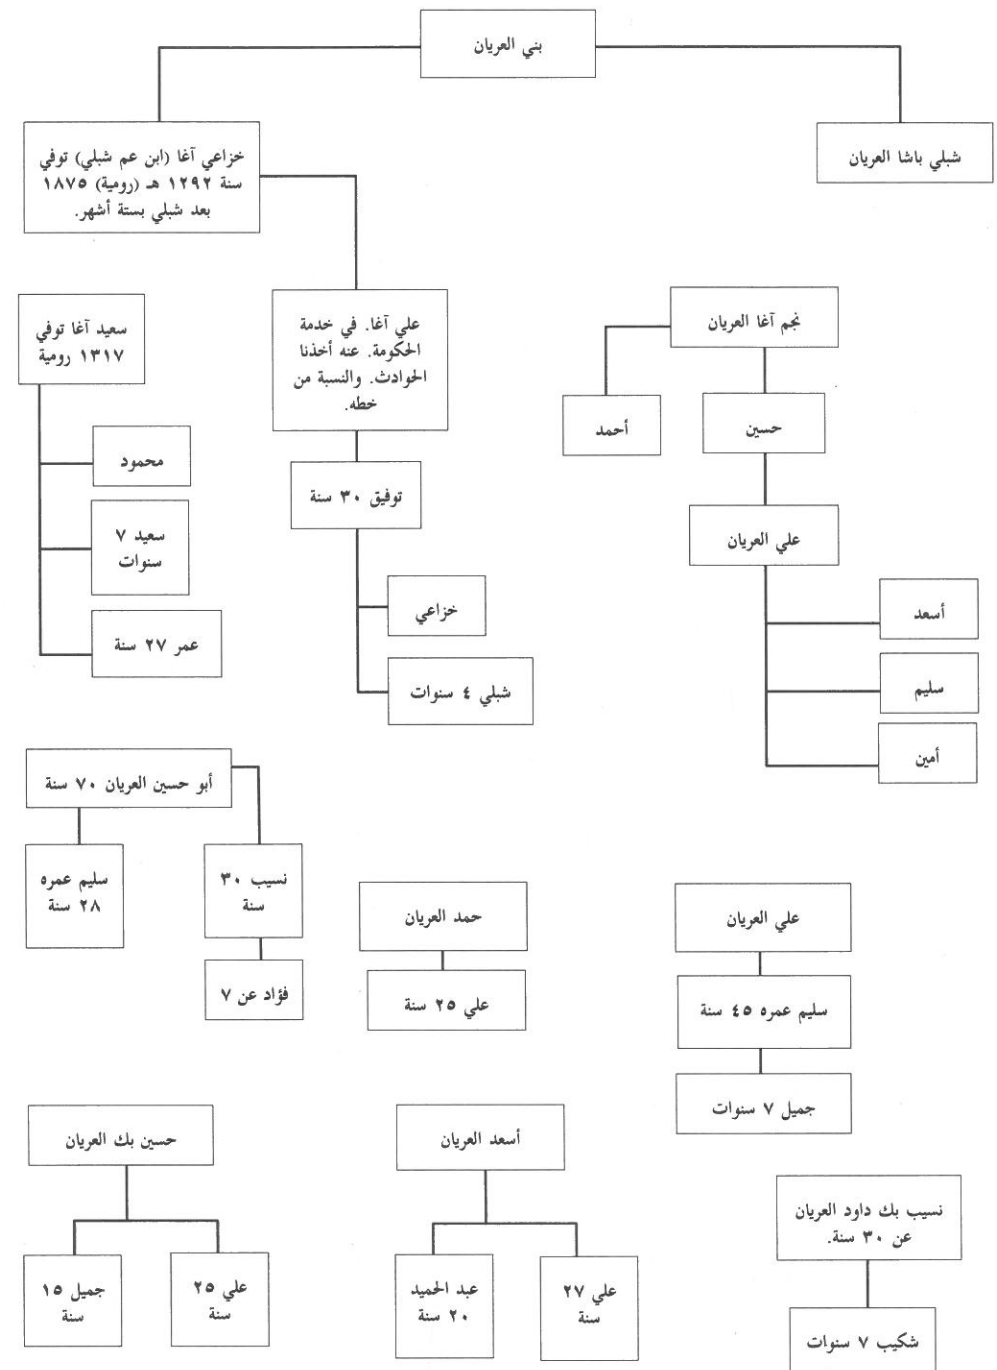 بني العريان
شبلي باشا العريان
خزاعي آغا (ابن عم شبلي) توفي
سنة ١٢٩٢ هـ (رومية) ١٨٧٥
بعد شبلي بستة أشهر.
نجم آغا العريان
أحمد
حسين
علي العريان
أسعد
سليم
أمين
علي آغا. في خدمة
الحكومة. عنه أخذنا
الحوادث. والنسبة من
خطه.
توفيق ٣٠ سنة
خزاعي
شبلي ٤ سنوات
سعيد آغا توفي
١٣١٧ رومية
محمود
سعيد ٧
سنوات
عمر ٢٧ سنة
أبو حسين العريان ٧٠ سنة
نسيب ٣٠
سنة
فؤاد عن ٧
سليم عمره
٢٨ سنة
علي العريان
سليم عمره ٤٥ سنة
جميل ٧ سنوات
حمد العريان
علي ٢٥ سنة
نسيب بك داود العريان
عن ٣٠ سنة.
شكيب ٧ سنوات
أسعد العريان
علي ٢٧
سنة
عبد الحميد
٢٠ سنة
حسين بك العريان
علي ٢٥
سنة
جميل ١٥
سنة